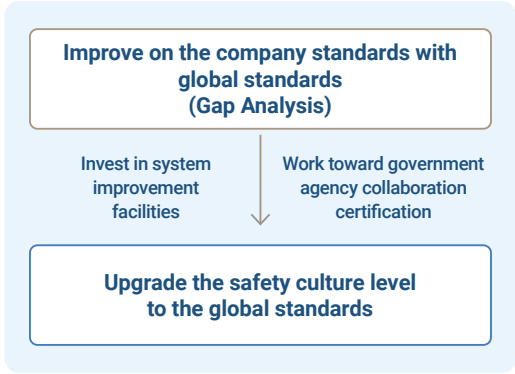 Improve on the company standards with
global standards
(Gap Analysis)
Invest in system
improvement
facilities
Work toward government
agency collaboration
certification
Upgrade the safety culture level
to the global standards